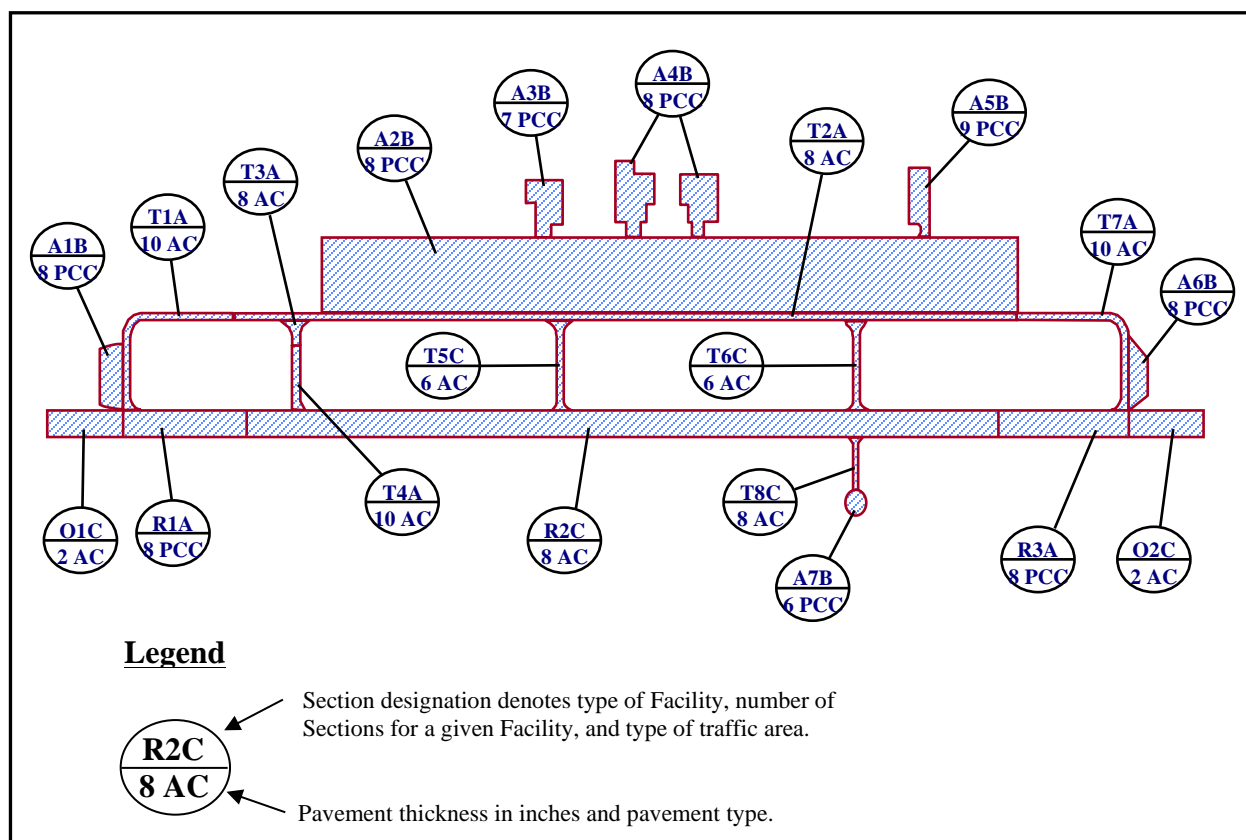 A4B
8 PCC
A3B
7 PCC
A5B
9 PCC
A2B
8 PCC
T2A
8 AC
T3A
8 AC
T1A
10 AC
T7A
10 AC
A1B
8 PCC
A6B
8 PCC
T5C
6 AC
T6C
6 AC
T4A
10 AC
T8C
8 AC
O1C
2 AC
R1A
8 PCC
R2C
8 AC
R3A
8 PCC
O2C
2 AC
A7B
6 PCC
Legend
Section designation denotes type of Facility, number of
Sections for a given Facility, and type of traffic area.
R2C
8 AC
Pavement thickness in inches and pavement type.